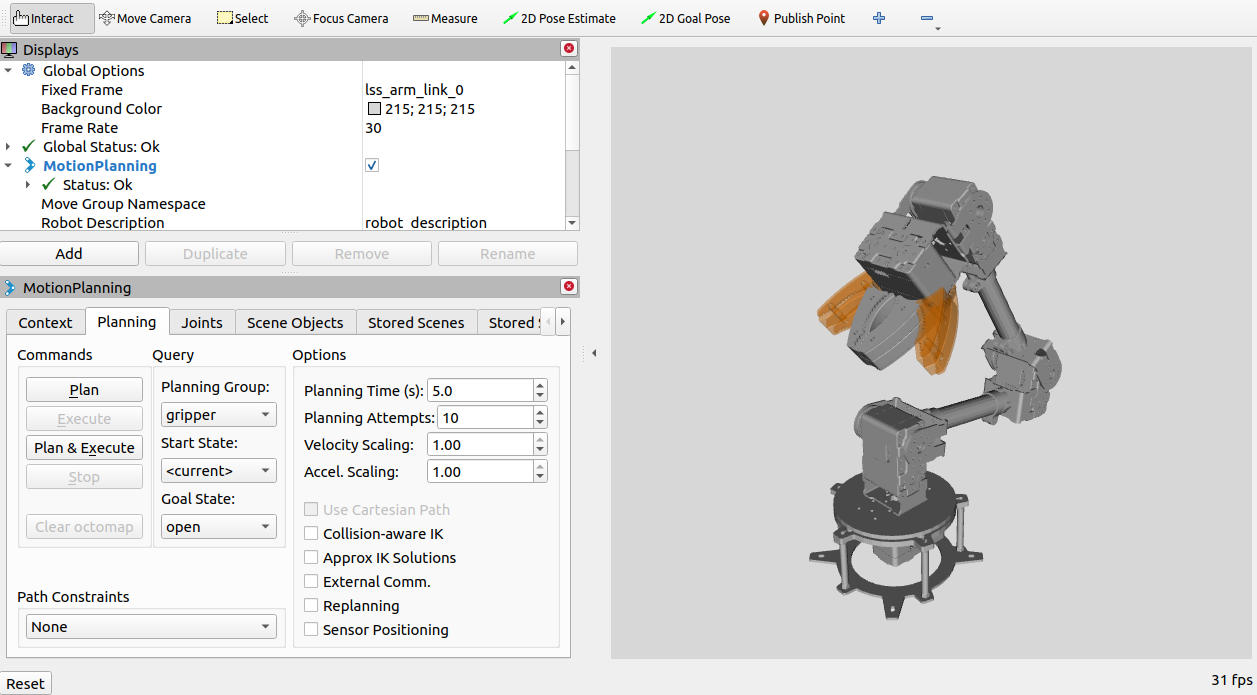 Interact Move Camera Select Focus Camera Measure 2D Pose Estimate 2D Goal Pose Publish Point
Displays
Global Options
Fixed Frame lss_arm_link_0
Background Color 215; 215; 215
Frame Rate 30
Global Status: Ok
MotionPlanning
Status: Ok
Move Group Namespace
Robot Description robot_description
Add Duplicate Remove Rename
MotionPlanning
Context Planning Joints Scene Objects Stored Scenes Stored
Commands Query Options
Plan
Execute
Plan & Execute
Stop
Clear octomap
Planning Group:
gripper
Start State:
<current>
Goal State:
open
Planning Time (s): 5.0
Planning Attempts: 10
Velocity Scaling: 1.00
Accel. Scaling: 1.00
Use Cartesian Path
Collision-aware IK
Approx IK Solutions
External Comm.
Replanning
Sensor Positioning
Path Constraints
None
Reset
31 fps